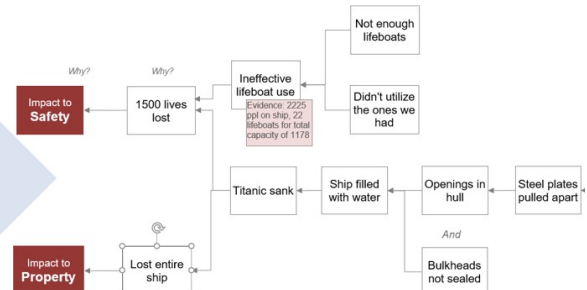 Not enough
lifeboats
Why?
Why?
Ineffective
lifeboat use
Impact to
Safety
1500 lives
lost
Evidence: 2225
ppl on ship, 22
lifeboats for total
capacity of 1178
Didn't utilize
the ones we
had
Titanic sank
Ship filled
with water
Openings in
hull
Steel plates
pulled apart
And
Impact to
Property
Lost entire
ship
Bulkheads
not sealed